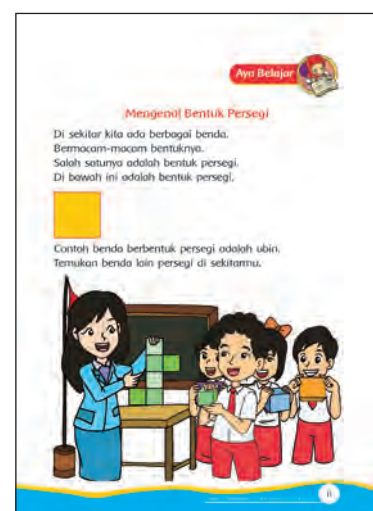 Ayo Belajar
Mengenal Bentuk Persegi
Di sekitar kita ada berbagai benda.
Bermacam-macam bentuknya.
Salah satunya adalah bentuk persegi.
Di bawah ini adalah bentuk persegi.
Contoh benda berbentuk persegi adalah ubin.
Temukan benda lain persegi di sekitarmu.